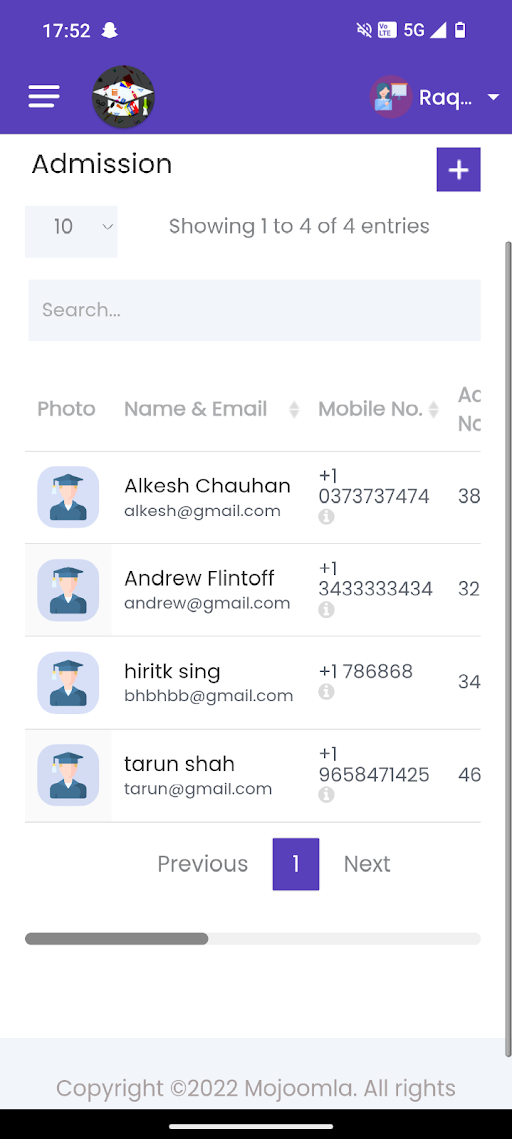 17:52 Vo LTE 5G
Raq...
Admission
+
10 Showing 1 to 4 of 4 entries
Search...
Photo Name & Email Mobile No.
Alkesh Chauhan
alkesh@gmail.com
+1
0373737474
38
Andrew Flintoff
andrew@gmail.com
+1
3433333434
32
hiritk sing
bhbhbb@gmail.com
+1 786868
34
tarun shah
tarun@gmail.com
+1
9658471425
46
Previous 1 Next
Copyright ©2022 Mojoomla. All rights